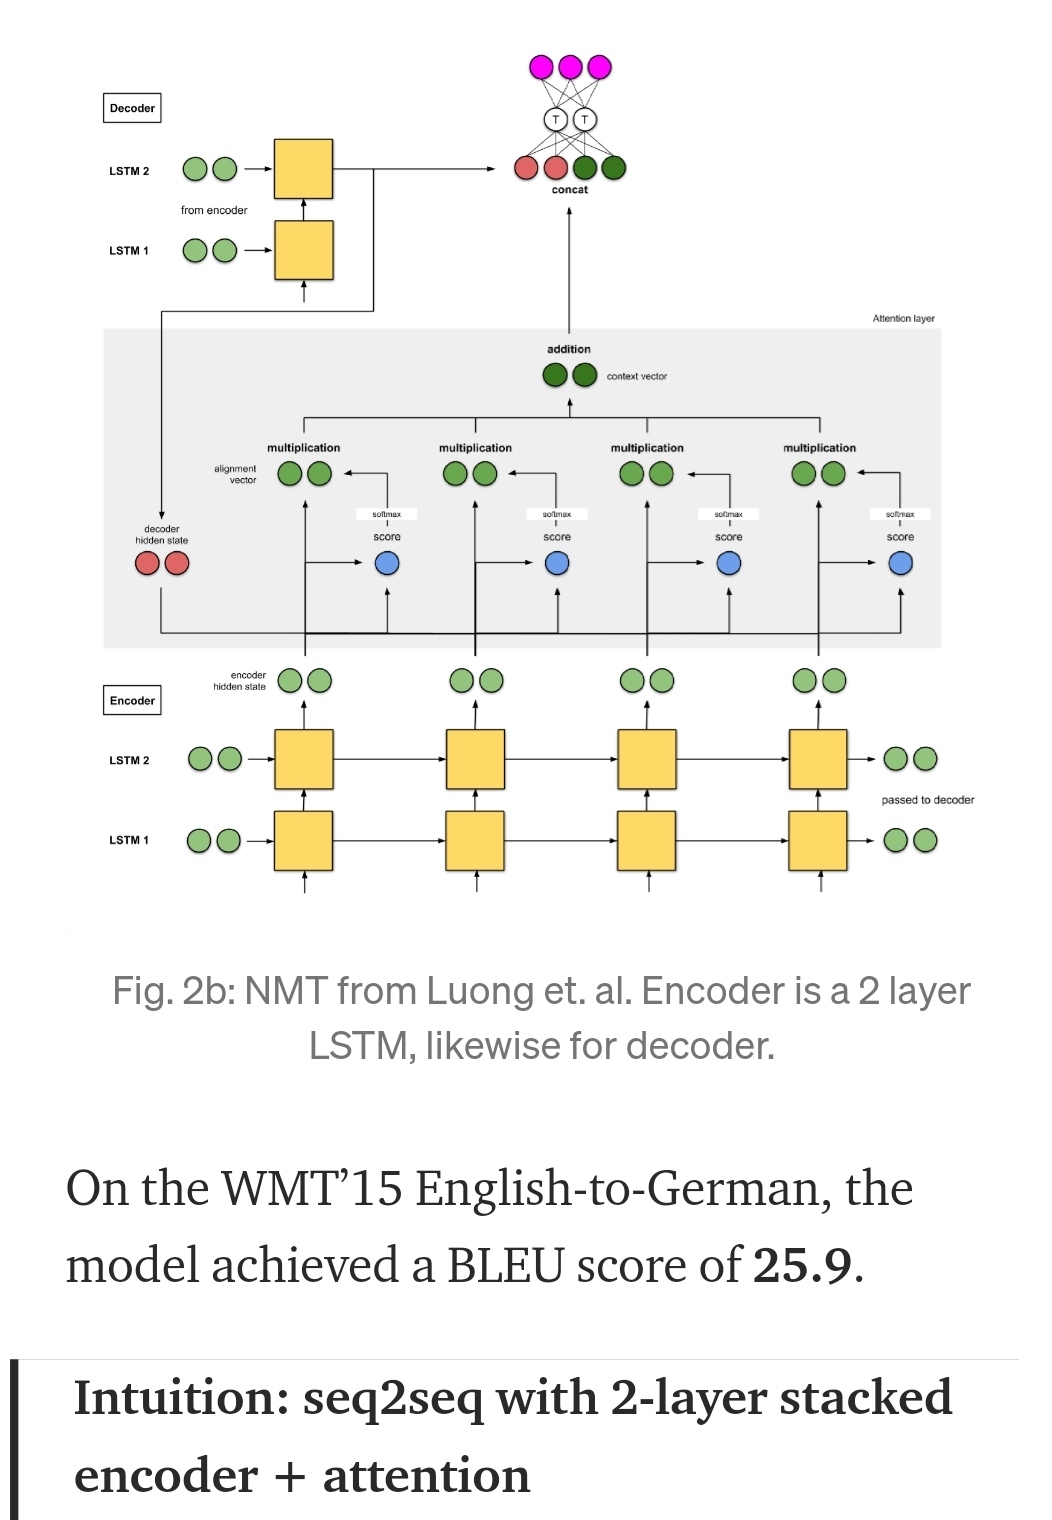 Decoder
T T
LSTM 2
concat
from encoder
LSTM 1
Attention layer
addition
context vector
multiplication multiplication multiplication multiplication
alignment
vector
softmax softmax softmax softmax
decoder
hidden state
score score score score
encoder
hidden state
Encoder
LSTM 2
passed to decoder
LSTM 1
Fig. 2b: NMT from Luong et. al. Encoder is a 2 layer
LSTM, likewise for decoder.
On the WMT’15 English-to-German, the
model achieved a BLEU score of 25.9.
Intuition: seq2seq with 2-layer stacked
encoder + attention